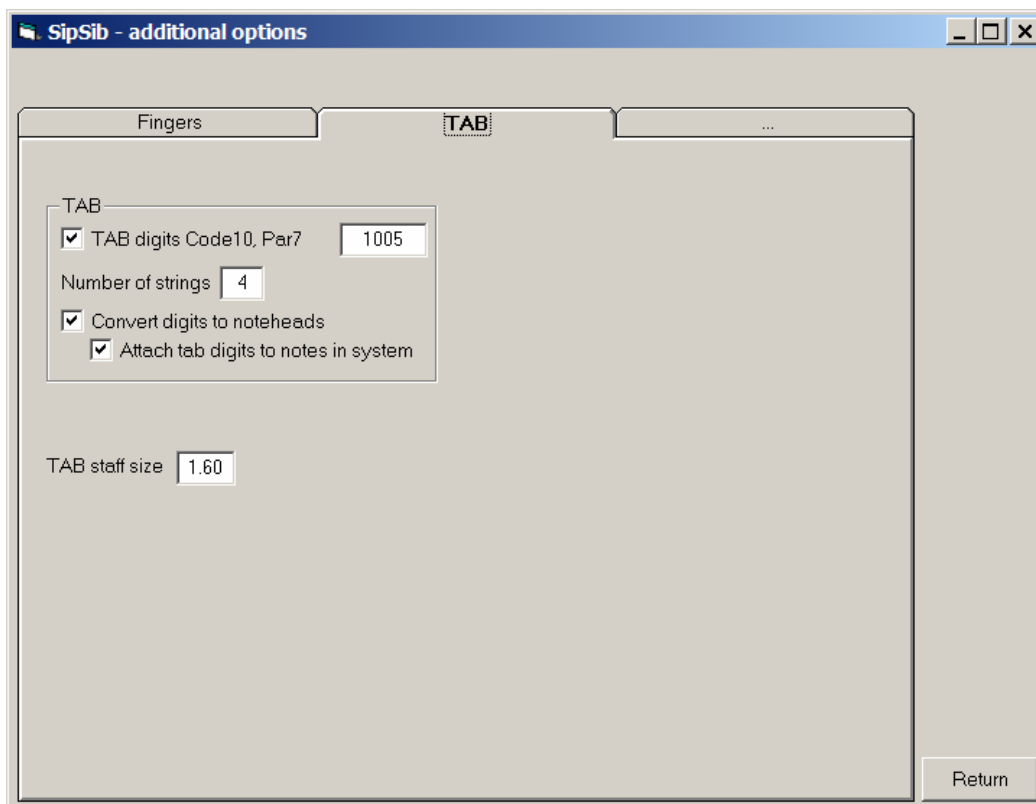 SipSib - additional options
Fingers TAB ...
TAB
TAB digits Code10, Par7 1005
Number of strings 4
Convert digits to noteheads
Attach tab digits to notes in system
TAB staff size 1.60
Return